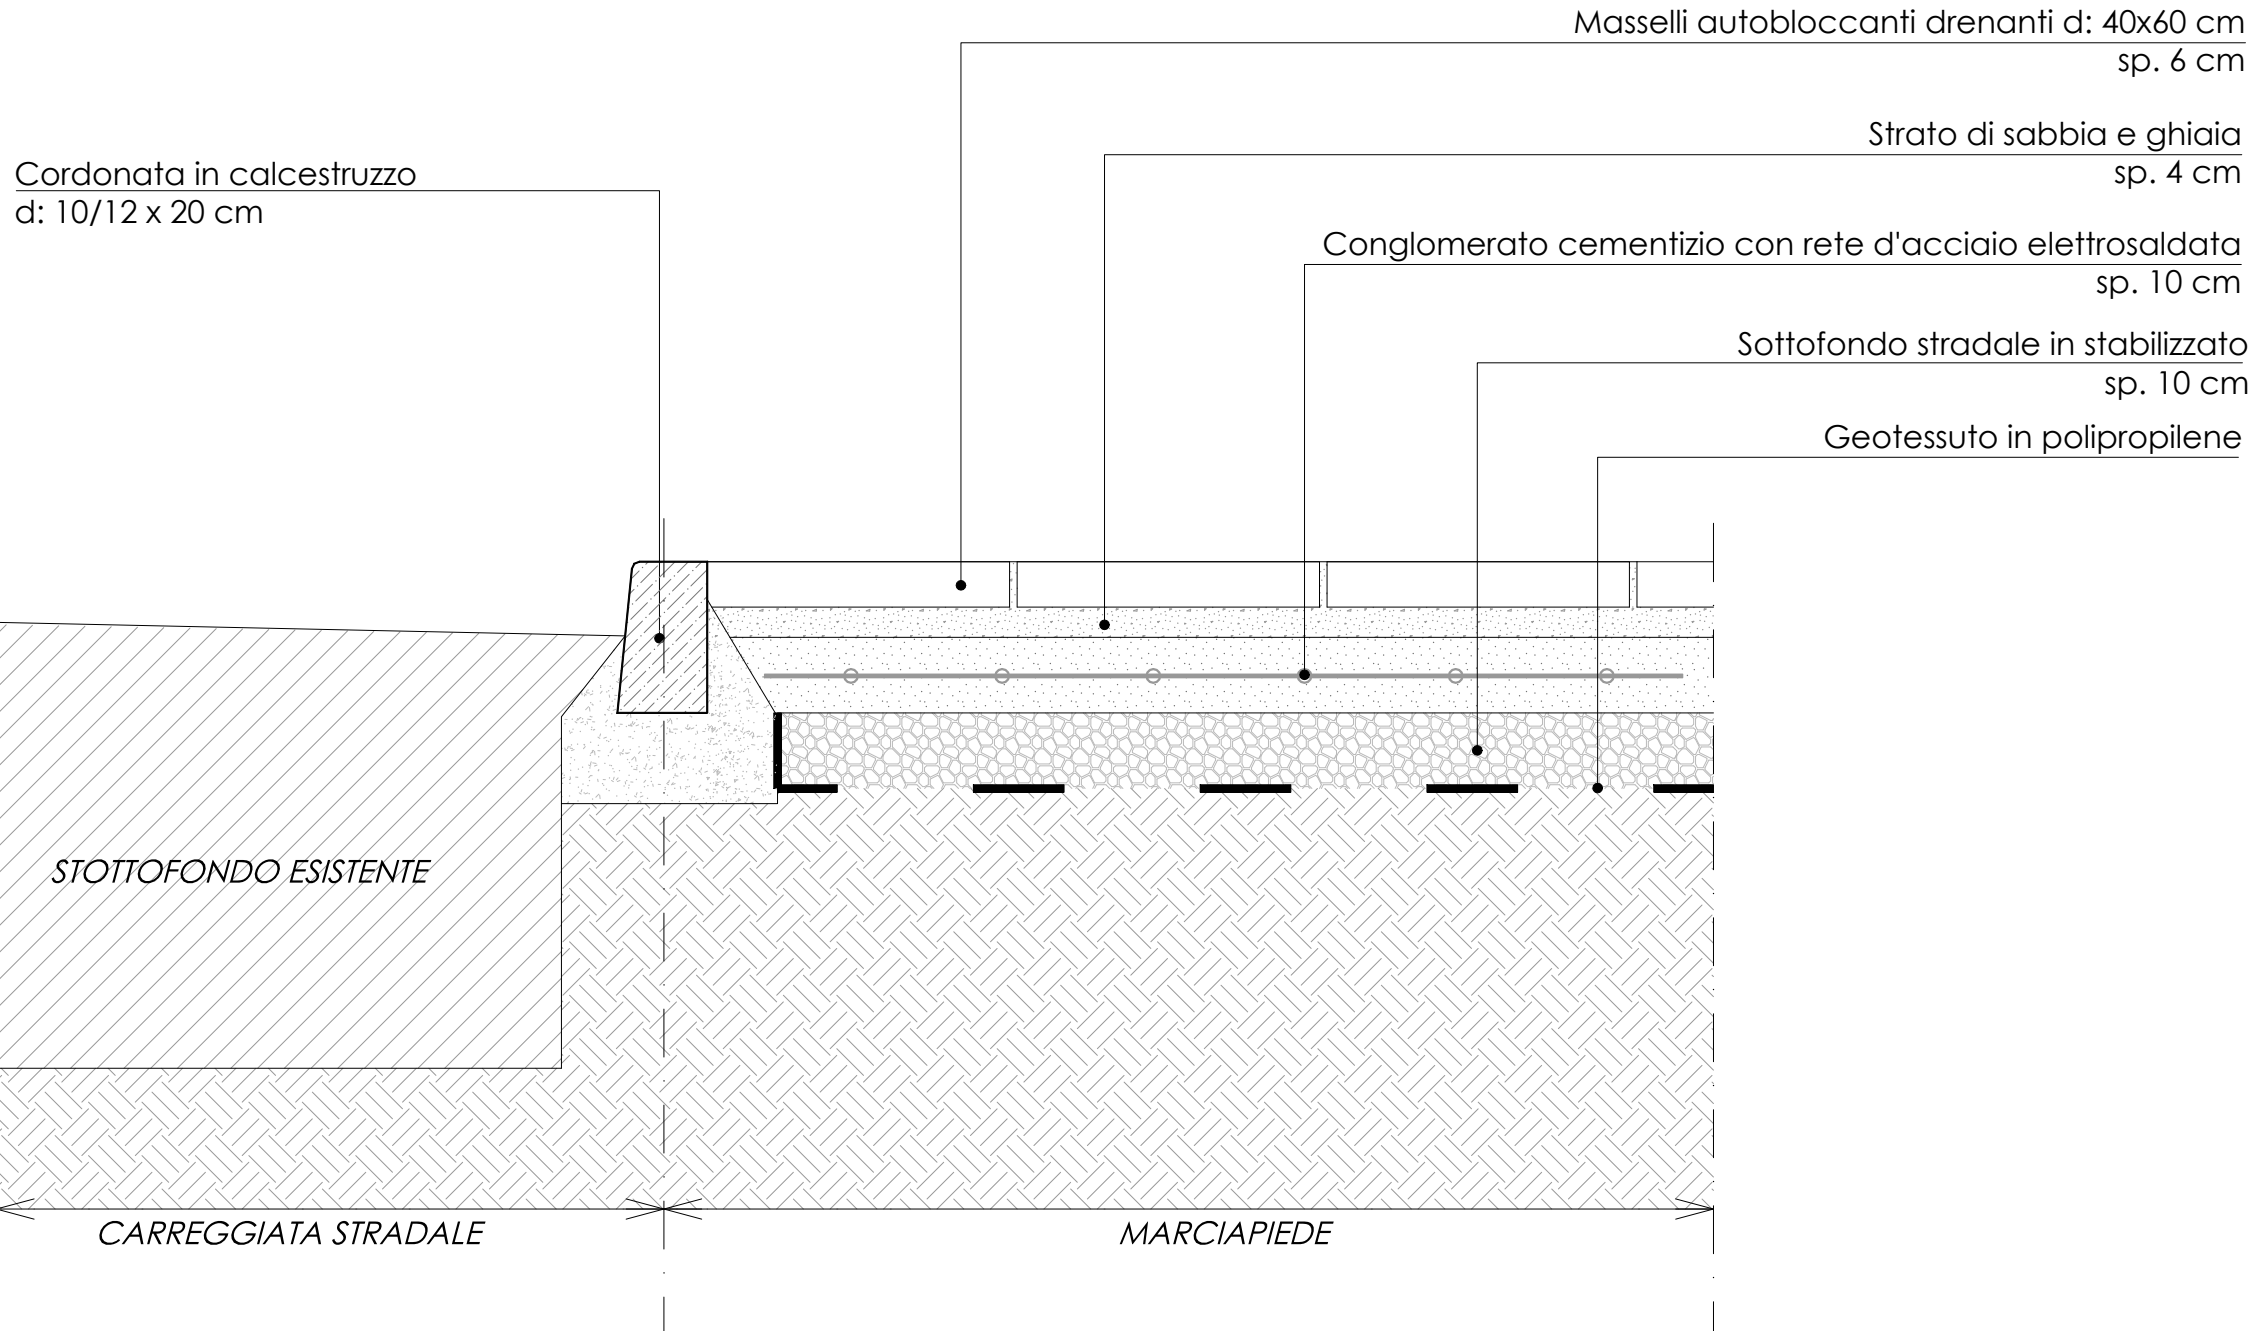 Masselli autobloccanti drenanti d: 40x60 cm
sp. 6 cm
Strato di sabbia e ghiaia
sp. 4 cm
Cordonata in calcestruzzo
d: 10/12 x 20 cm
Conglomerato cementizio con rete d'acciaio elettrosaldata
sp. 10 cm
Sottofondo stradale in stabilizzato
sp. 10 cm
Geotessuto in polipropilene
STOTTOFONDO ESISTENTE
CARREGGIATA STRADALE
MARCIAPIEDE